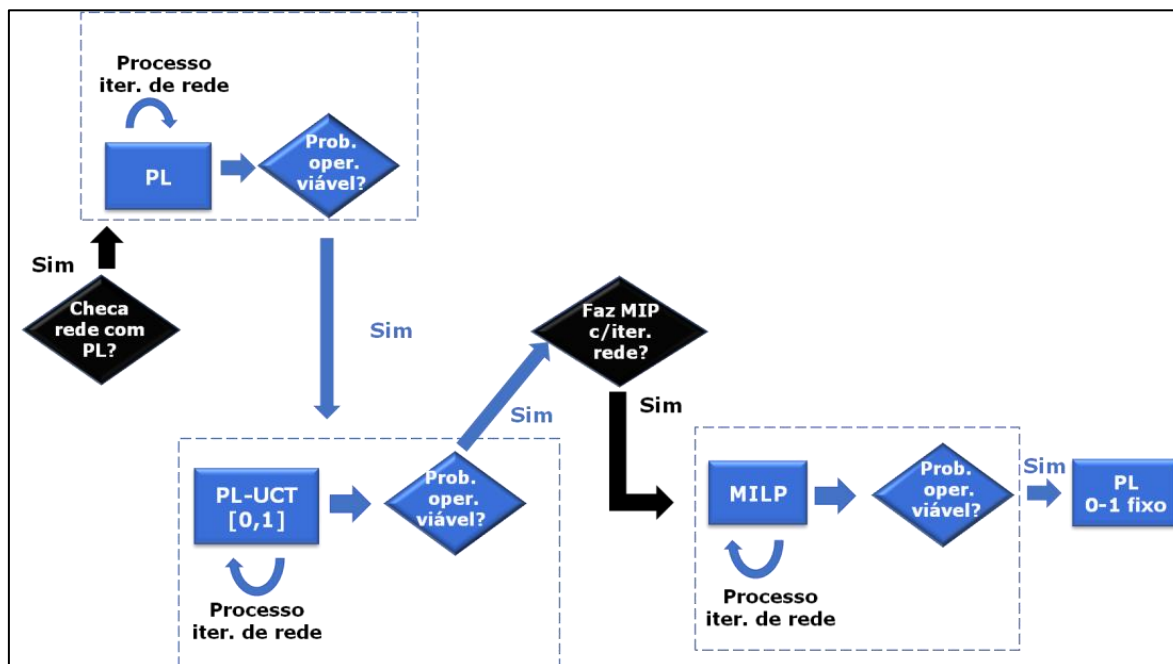 Processo
iter. de rede
PL
Prob.
oper.
viável?
Sim
Checa
rede com
PL?
Sim
Faz MIP
c/iter.
rede?
Sim
Sim
PL-UCT
[0,1]
Prob.
oper.
viável?
Processo
iter. de rede
MILP
Prob.
oper.
viável?
Sim
PL
0-1 fixo
Processo
iter. de rede